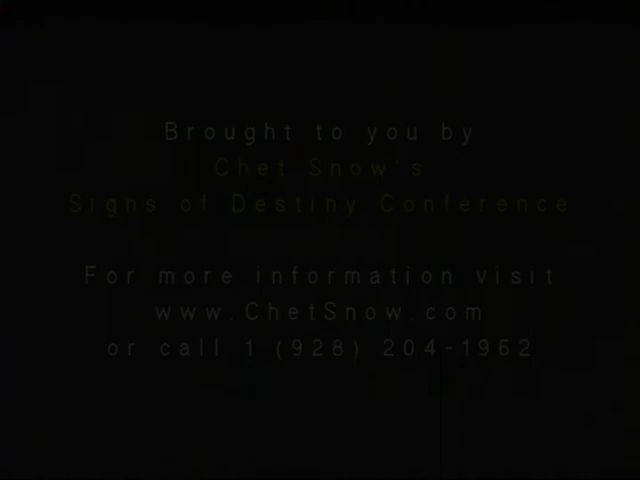 Brought to you by
Chet Snow's
Signs of Destiny Conference
For more information visit
www.ChetSnow.com
or call 1 (928) 204-1962